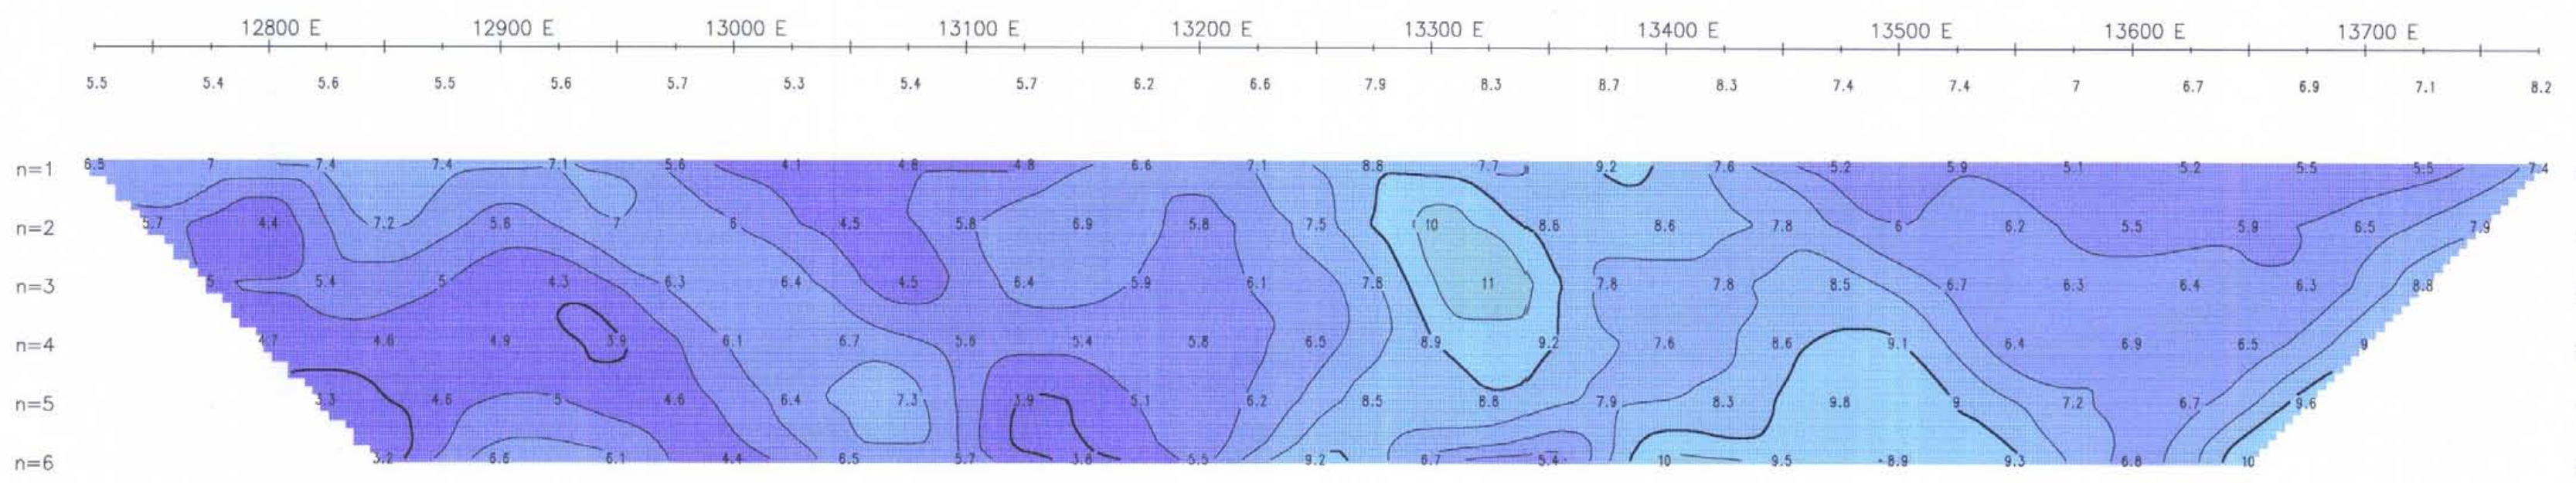 12800 E 12900 E 13000 E 13100 E 13200 E 13300 E 13400 E 13500 E 13600 E 13700 E
5.5 5.4 5.6 5.5 5.6 5.7 5.3 5.4 5.7 6.2 6.6 7.9 8.3 8.7 8.3 7.4 7.4 7 6.7 6.9 7.1 8.2
n=1 6.5 7 7.4 7.4 7.1 5.6 4.1 4.8 4.8 6.6 7.1 8.8 7.7 9.2 7.6 5.2 5.9 5.1 5.2 5.5 5.5 7.4
n=2 5.7 4.4 7.2 5.6 7 6 4.5 5.8 6.9 5.8 7.5 10 8.6 8.6 7.8 6 6.2 5.5 5.9 6.5 7.9
n=3 5 5.4 5 4.3 6.3 6.4 4.5 6.4 5.9 6.1 7.8 11 7.8 7.8 8.5 6.7 6.3 6.4 6.3 8.8
n=4 4.7 4.6 4.9 3.9 6.1 6.7 5.6 5.4 5.8 6.5 8.9 9.2 7.6 8.6 9.1 6.4 6.9 6.5 9
n=5 3.3 4.6 5 4.6 6.4 7.3 3.9 5.1 6.2 8.5 8.8 7.9 8.3 9.8 9 7.2 6.7 9.6
n=6 3.2 6.6 6.1 4.4 6.5 5.7 3.8 5.5 9.2 6.7 5.4 10 9.5 8.9 9.3 6.8 10